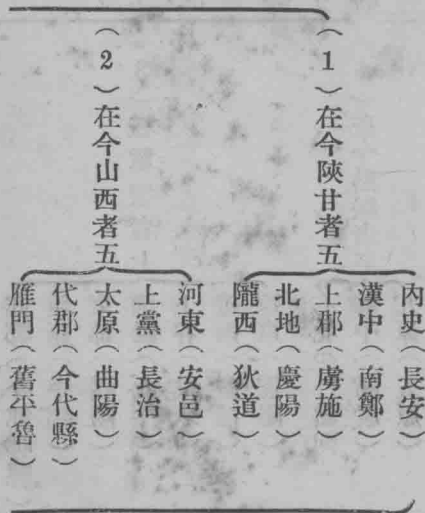 (1)在今陝甘者五
內史(長安)
漢中(南鄭)
上郡(膚施)
北地(慶陽)
隴西(狄道)
(2)在今山西者五
河東(安邑)
上黨(長治)
太原(曲陽)
代郡(今代縣)
雁門(舊平魯)